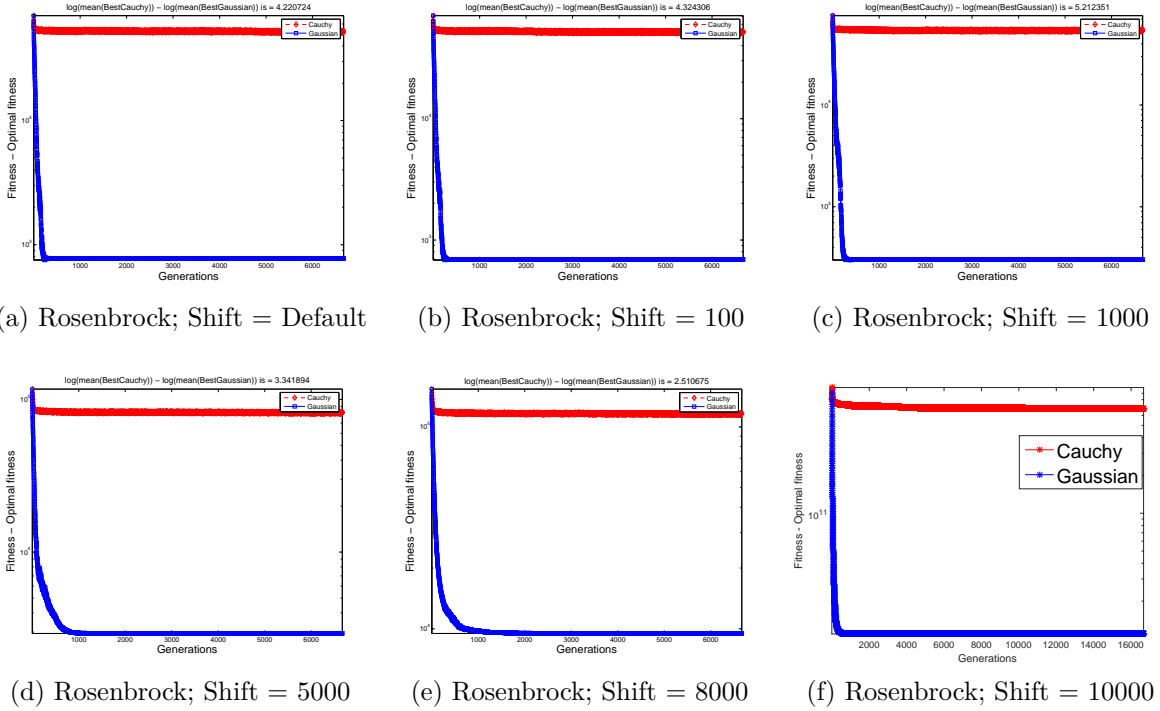 log(mean(BestCauchy)) − log(mean(BestGaussian)) is = 4.220724
Cauchy
Gaussian
Fitness − Optimal fitness
1000 2000 3000 4000 5000 6000
Generations
(a) Rosenbrock; Shift = Default
log(mean(BestCauchy)) − log(mean(BestGaussian)) is = 4.324306
Cauchy
Gaussian
Fitness − Optimal fitness
1000 2000 3000 4000 5000 6000
Generations
(b) Rosenbrock; Shift = 100
log(mean(BestCauchy)) − log(mean(BestGaussian)) is = 5.212351
Cauchy
Gaussian
Fitness − Optimal fitness
1000 2000 3000 4000 5000 6000
Generations
(c) Rosenbrock; Shift = 1000
log(mean(BestCauchy)) − log(mean(BestGaussian)) is = 3.341894
Cauchy
Gaussian
Fitness − Optimal fitness
1000 2000 3000 4000 5000 6000
Generations
(d) Rosenbrock; Shift = 5000
log(mean(BestCauchy)) − log(mean(BestGaussian)) is = 2.510675
Cauchy
Gaussian
Fitness − Optimal fitness
1000 2000 3000 4000 5000 6000
Generations
(e) Rosenbrock; Shift = 8000
Cauchy
Gaussian
Fitness - Optimal fitness
10^11
2000 4000 6000 8000 10000 12000 14000 16000
Generations
(f) Rosenbrock; Shift = 10000